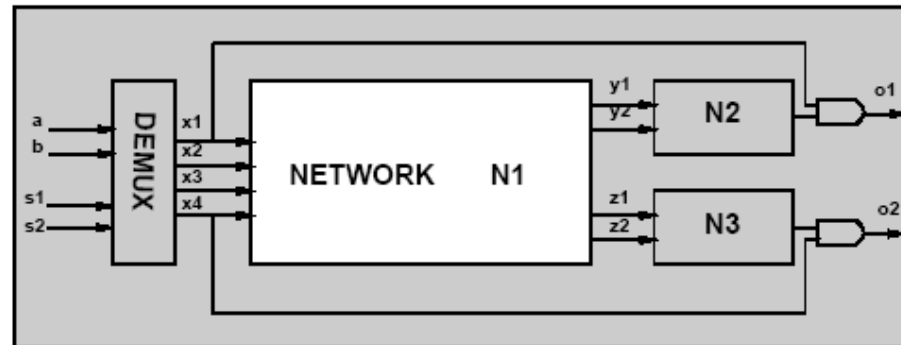 a
b
s1
s2
DEMUX
x1
x2
x3
x4
NETWORK N1
y1
y2
z1
z2
N2
N3
o1
o2